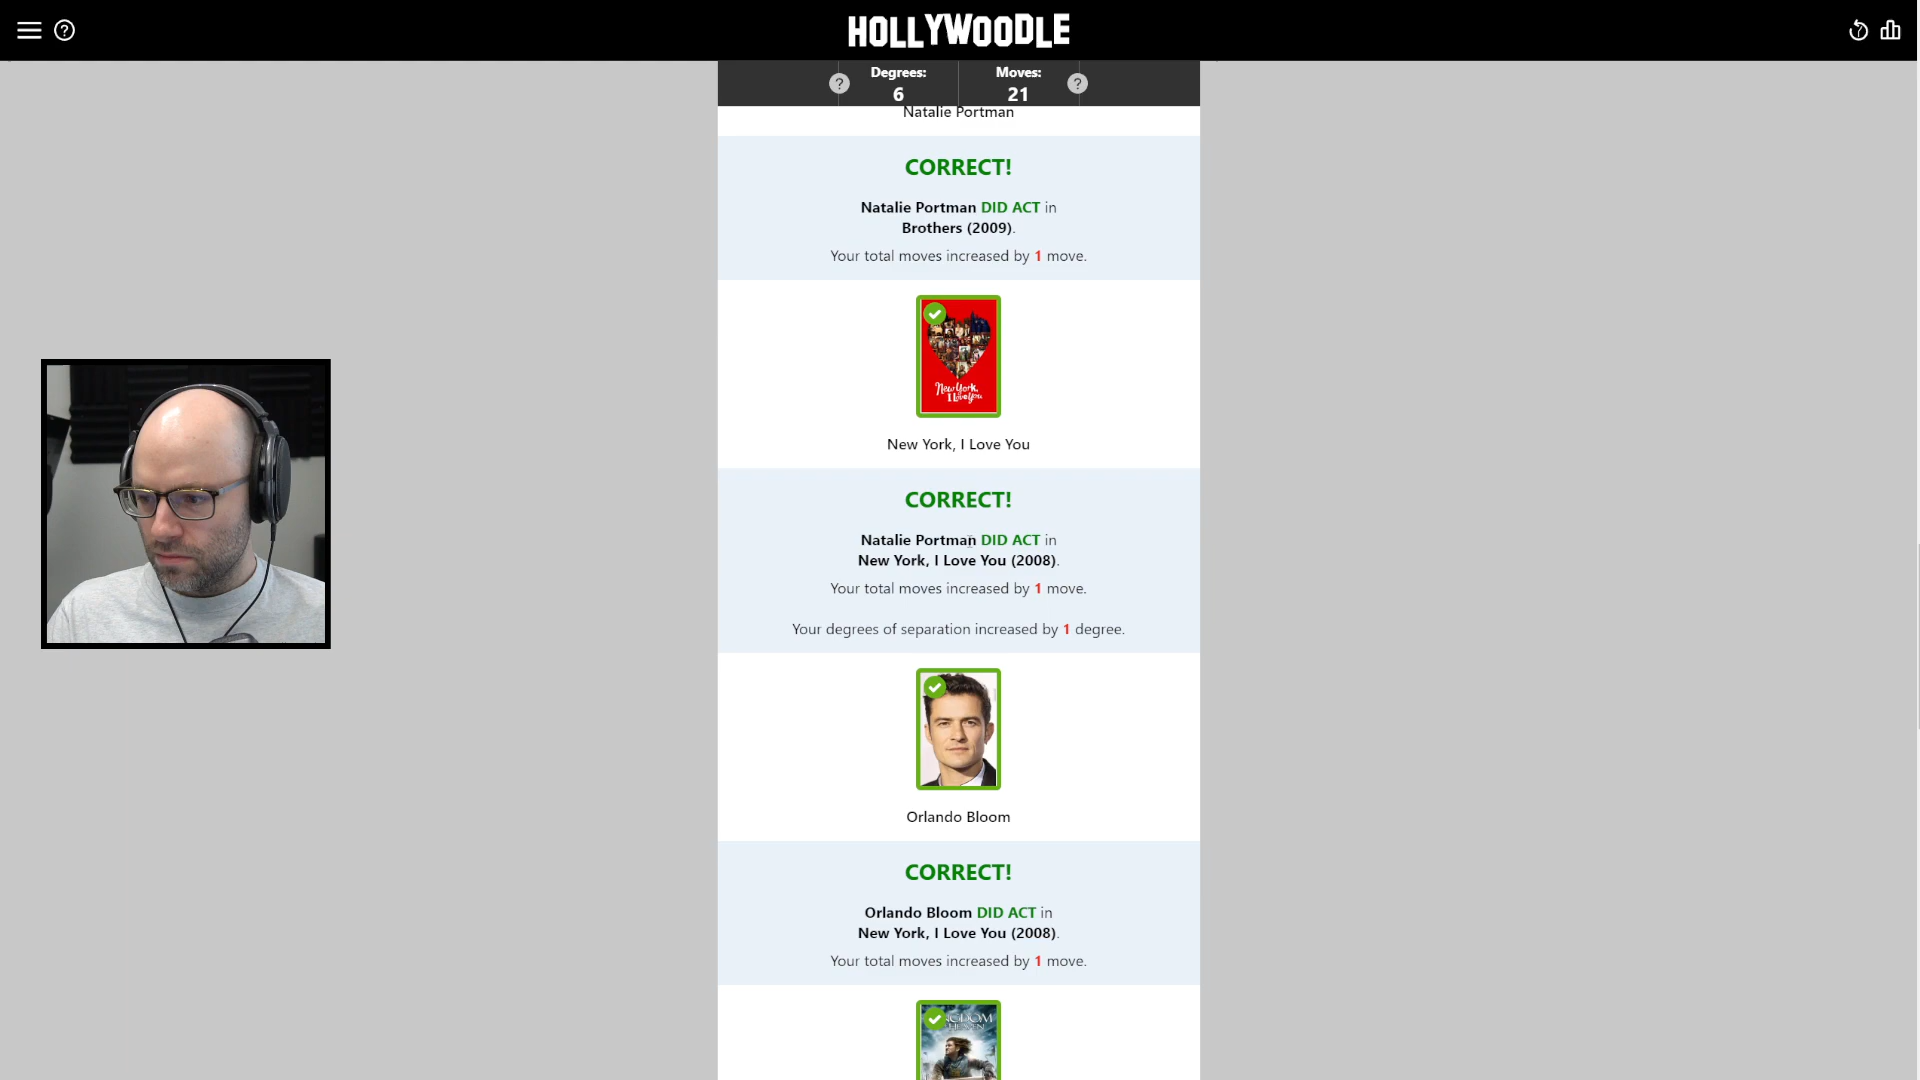 HOLLYWOODLE
Degrees:
6
Moves:
21
Natalie Portman
CORRECT!
Natalie Portman DID ACT in
Brothers (2009).
Your total moves increased by 1 move.
New York,
I Love You
New York, I Love You
CORRECT!
Natalie Portman DID ACT in
New York, I Love You (2008).
Your total moves increased by 1 move.
Your degrees of separation increased by 1 degree.
Orlando Bloom
CORRECT!
Orlando Bloom DID ACT in
New York, I Love You (2008).
Your total moves increased by 1 move.